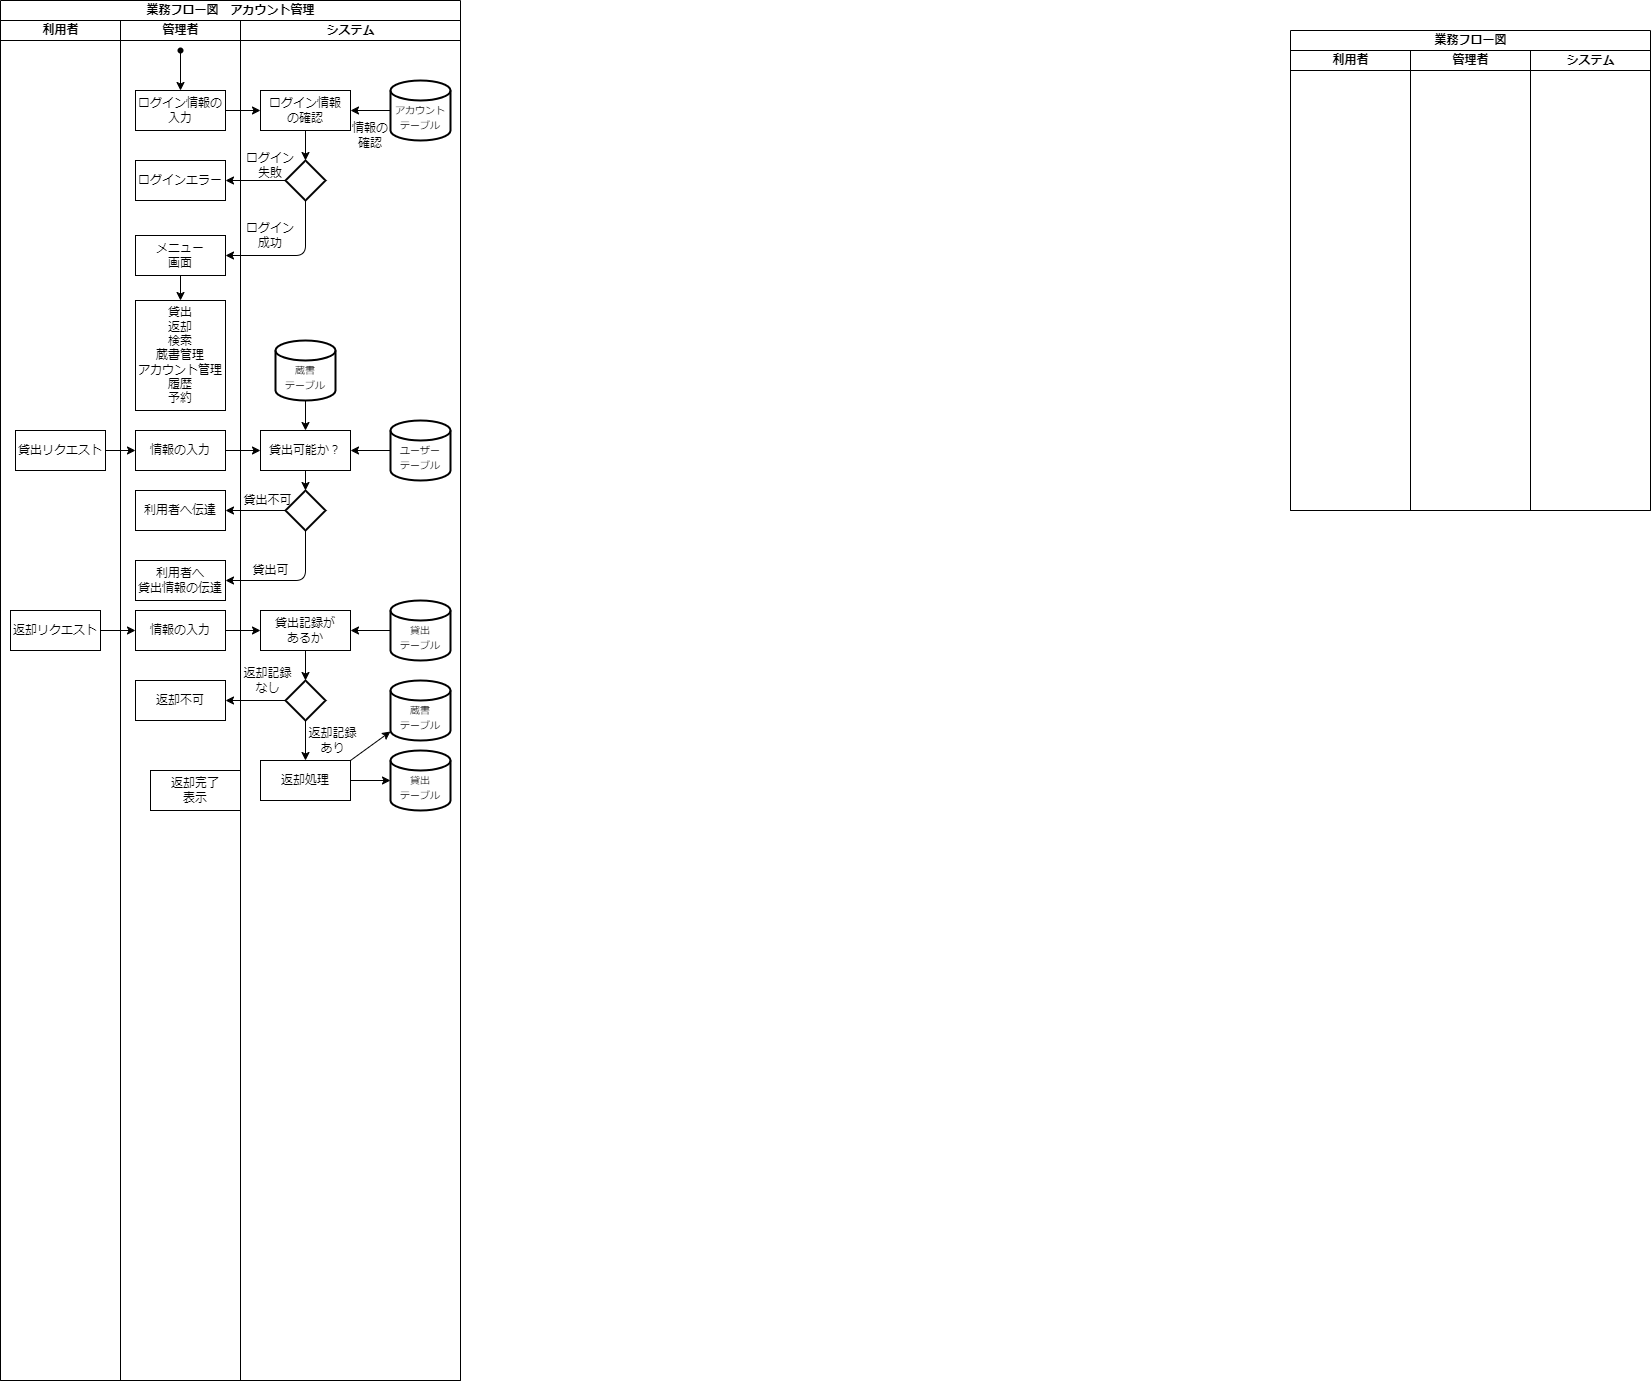 業務フロー図　アカウント管理
利用者
管理者
システム
ログイン情報の
入力
ログイン情報
の確認
アカウント
テーブル
情報の
確認
ログイン
失敗
ログインエラー
ログイン
成功
メニュー
画面
貸出
返却
検索
蔵書管理
アカウント管理
履歴
予約
蔵書
テーブル
貸出リクエスト
情報の入力
貸出可能か？
ユーザー
テーブル
貸出不可
利用者へ伝達
貸出可
利用者へ
貸出情報の伝達
返却リクエスト
情報の入力
貸出記録が
あるか
貸出
テーブル
返却記録
なし
返却不可
蔵書
テーブル
返却記録
あり
返却処理
貸出
テーブル
返却完了
表示
業務フロー図
利用者
管理者
システム